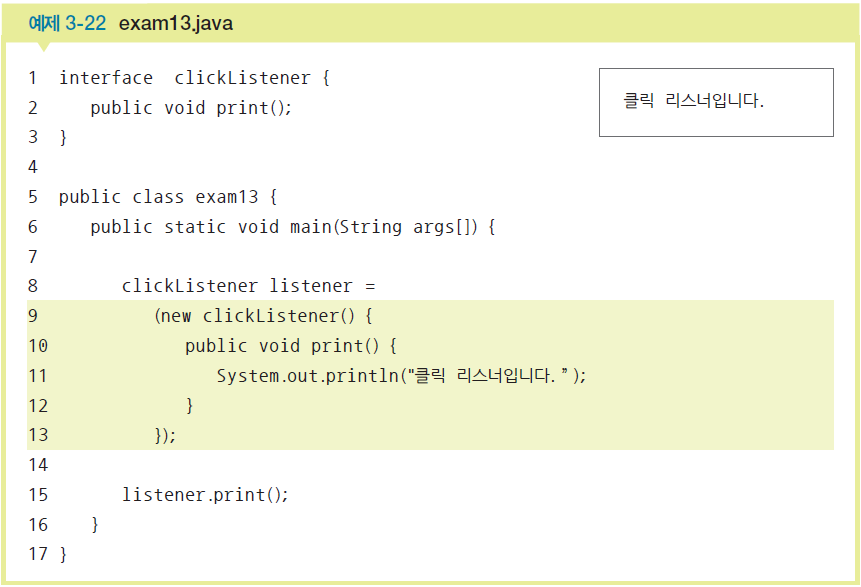 예제 3-22 exam13.java
1 interface clickListener {
클릭 리스너입니다.
2 public void print();
3 }
4
5 public class exam13 {
6 public static void main(String args[]) {
7
8 clickListener listener =
9 (new clickListener() {
10 public void print() {
11 System.out.println("클릭 리스너입니다.”);
12 }
13 });
14
15 listener.print();
16 }
17 }